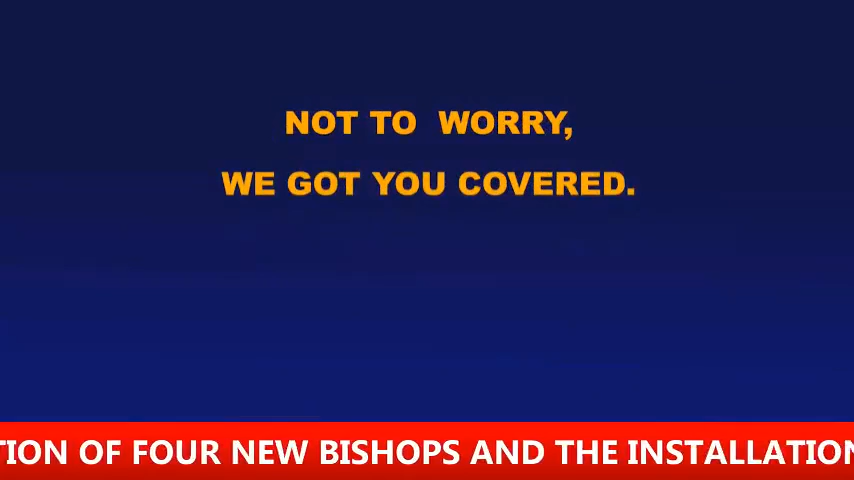 NOT TO WORRY,
WE GOT YOU COVERED.
TION OF FOUR NEW BISHOPS AND THE INSTALLATION